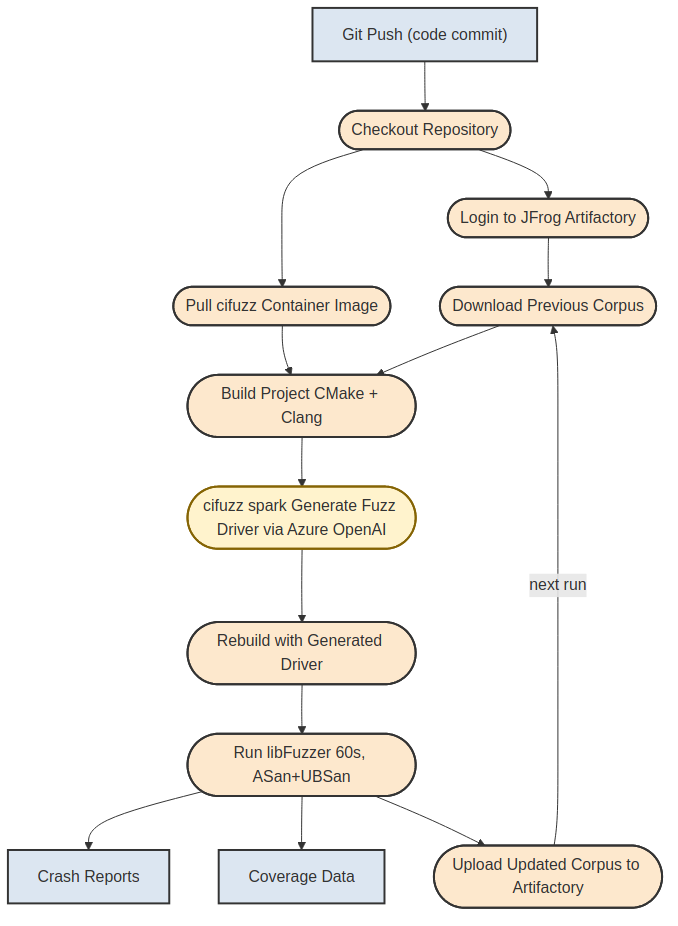 Git Push (code commit)
Checkout Repository
Login to JFrog Artifactory
Pull cifuzz Container Image
Download Previous Corpus
Build Project CMake +
Clang
cifuzz spark Generate Fuzz
Driver via Azure OpenAI
next run
Rebuild with Generated
Driver
Run libFuzzer 60s,
ASan+UBSan
Crash Reports
Coverage Data
Upload Updated Corpus to
Artifactory